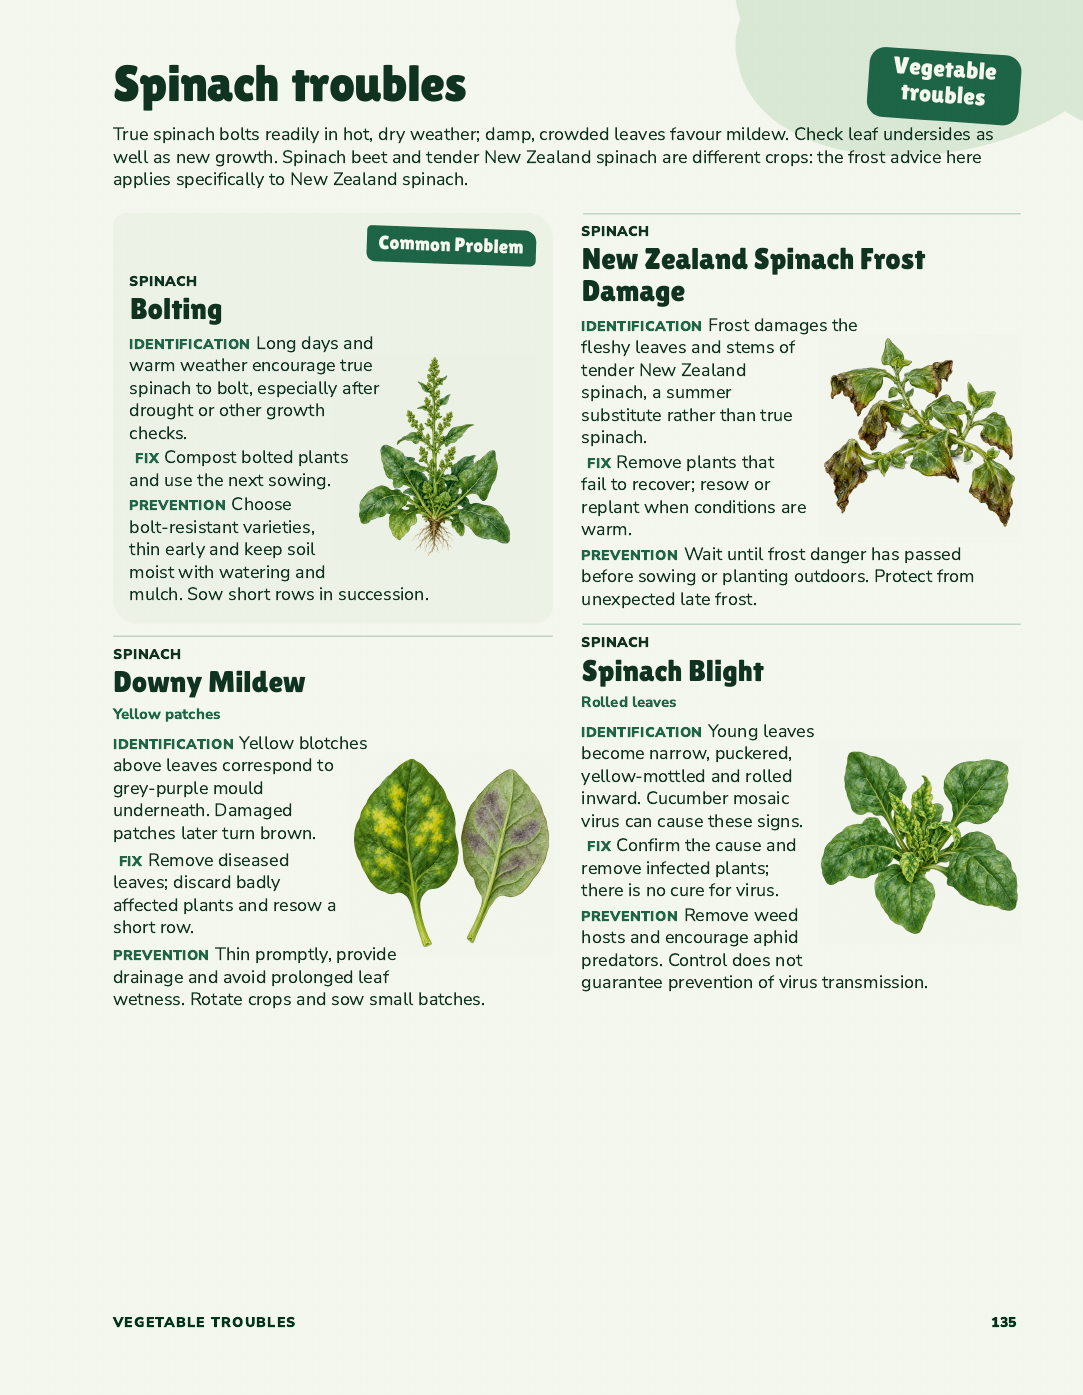 Spinach troubles
Vegetable
troubles
True spinach bolts readily in hot, dry weather; damp, crowded leaves favour mildew. Check leaf undersides as
well as new growth. Spinach beet and tender New Zealand spinach are different crops: the frost advice here
applies specifically to New Zealand spinach.
Common Problem
SPINACH
Bolting
IDENTIFICATION Long days and
warm weather encourage true
spinach to bolt, especially after
drought or other growth
checks.
FIX Compost bolted plants
and use the next sowing.
PREVENTION Choose
bolt-resistant varieties,
thin early and keep soil
moist with watering and
mulch. Sow short rows in succession.
SPINACH
Downy Mildew
Yellow patches
IDENTIFICATION Yellow blotches
above leaves correspond to
grey-purple mould
underneath. Damaged
patches later turn brown.
FIX Remove diseased
leaves; discard badly
affected plants and resow a
short row.
PREVENTION Thin promptly, provide
drainage and avoid prolonged leaf
wetness. Rotate crops and sow small batches.
SPINACH
New Zealand Spinach Frost
Damage
IDENTIFICATION Frost damages the
fleshy leaves and stems of
tender New Zealand
spinach, a summer
substitute rather than true
spinach.
FIX Remove plants that
fail to recover; resow or
replant when conditions are
warm.
PREVENTION Wait until frost danger has passed
before sowing or planting outdoors. Protect from
unexpected late frost.
SPINACH
Spinach Blight
Rolled leaves
IDENTIFICATION Young leaves
become narrow, puckered,
yellow-mottled and rolled
inward. Cucumber mosaic
virus can cause these signs.
FIX Confirm the cause and
remove infected plants;
there is no cure for virus.
PREVENTION Remove weed
hosts and encourage aphid
predators. Control does not
guarantee prevention of virus transmission.
VEGETABLE TROUBLES
135